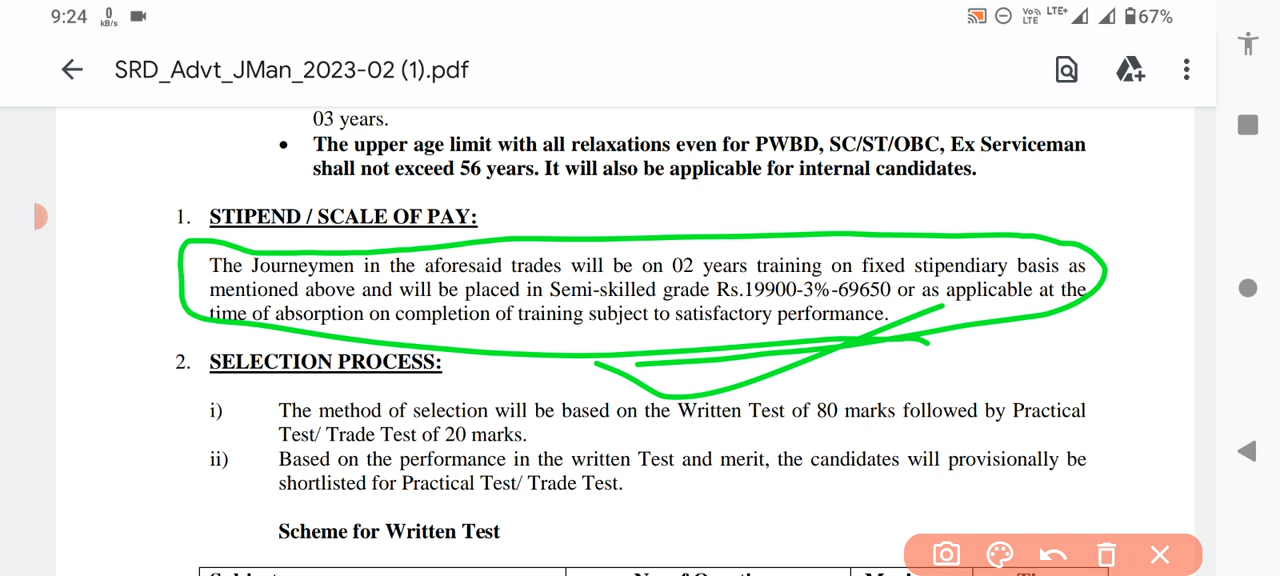 9:24 0 kB/s Vo)) LTE LTE+ 67%
SRD_Advt_JMan_2023-02 (1).pdf
03 years.
• The upper age limit with all relaxations even for PWBD, SC/ST/OBC, Ex Serviceman
shall not exceed 56 years. It will also be applicable for internal candidates.
1. STIPEND / SCALE OF PAY:
The Journeymen in the aforesaid trades will be on 02 years training on fixed stipendiary basis as
mentioned above and will be placed in Semi-skilled grade Rs.19900-3%-69650 or as applicable at the
time of absorption on completion of training subject to satisfactory performance.
2. SELECTION PROCESS:
i) The method of selection will be based on the Written Test of 80 marks followed by Practical
Test/ Trade Test of 20 marks.
ii) Based on the performance in the written Test and merit, the candidates will provisionally be
shortlisted for Practical Test/ Trade Test.
Scheme for Written Test